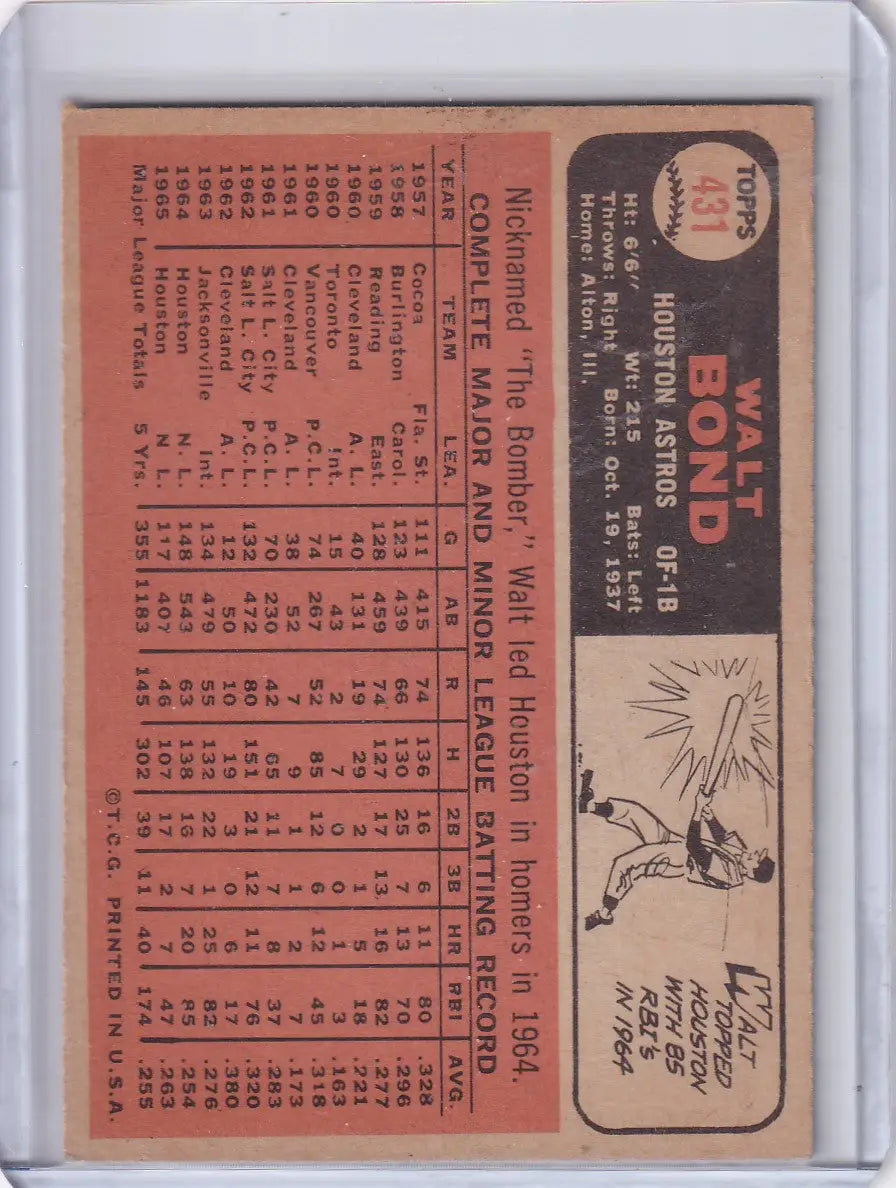 TOPPS
431
WALT
BOND
HOUSTON ASTROS OF-1B
Ht: 6'6" Wt: 215 Bats: Left
Throws: Right Born: Oct. 19, 1937
Home: Alton, Ill.
WALT
TOPPED
HOUSTON
WITH 85
RBI's
IN 1964
Nicknamed "The Bomber," Walt led Houston in homers in 1964.
COMPLETE MAJOR AND MINOR LEAGUE BATTING RECORD
YEAR TEAM LEA. G AB R H 2B 3B HR RBI AVG.
1957 Cocoa Fla. St. 111 415 74 136 16 6 11 80 .328
1958 Burlington Carol. 123 439 66 130 25 7 13 70 .296
1959 Reading East. 128 459 74 127 17 13 16 82 .277
1960 Cleveland A. L. 40 131 19 29 2 1 5 18 .221
1960 Toronto Int. 15 43 2 7 0 0 1 3 .163
1960 Vancouver P.C.L. 74 267 52 85 12 6 12 45 .318
1961 Cleveland A. L. 38 52 7 9 1 1 2 7 .173
1961 Salt L. City P.C.L. 70 230 42 65 11 7 8 37 .283
1962 Salt L. City P.C.L. 132 472 80 151 21 12 11 76 .320
1962 Cleveland A. L. 12 50 10 19 3 0 6 17 .380
1963 Jacksonville Int. 134 479 55 132 22 1 25 82 .276
1964 Houston N. L. 148 543 63 138 16 7 20 85 .254
1965 Houston N L. 117 407 46 107 17 2 7 47 .263
Major League Totals 5 Yrs. 355 1183 145 302 39 11 40 174 .255
©T.C.G. PRINTED IN U.S.A.